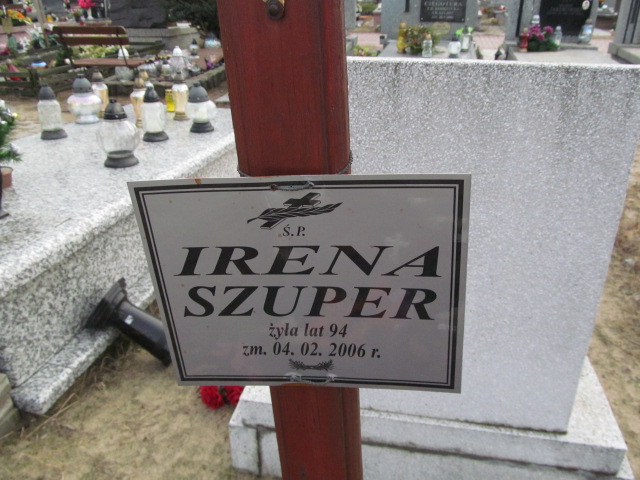 Ś.P.
IRENA
SZUPER
żyła lat 94
zm. 04. 02. 2006 r.